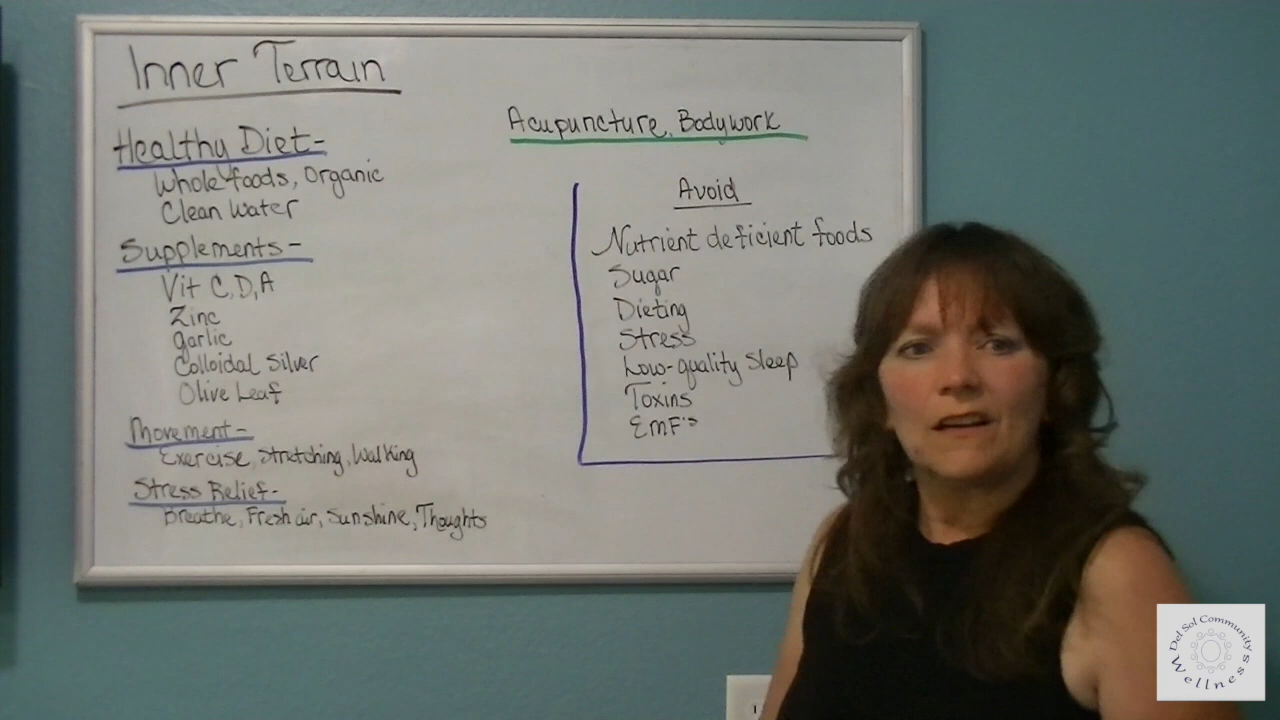 Inner Terrain
Healthy Diet-
Whole foods, Organic
Clean Water
Supplements-
Vit C, D, A
Zinc
garlic
Colloidal Silver
Olive Leaf
Movement-
Exercise, Stretching, Walking
Stress Relief-
Breathe, Fresh air, Sunshine, Thoughts
Acupuncture, Bodywork
Avoid
Nutrient deficient foods
Sugar
Dieting
Stress
Low-quality Sleep
Toxins
EMF's
Del Sol Community
Wellness